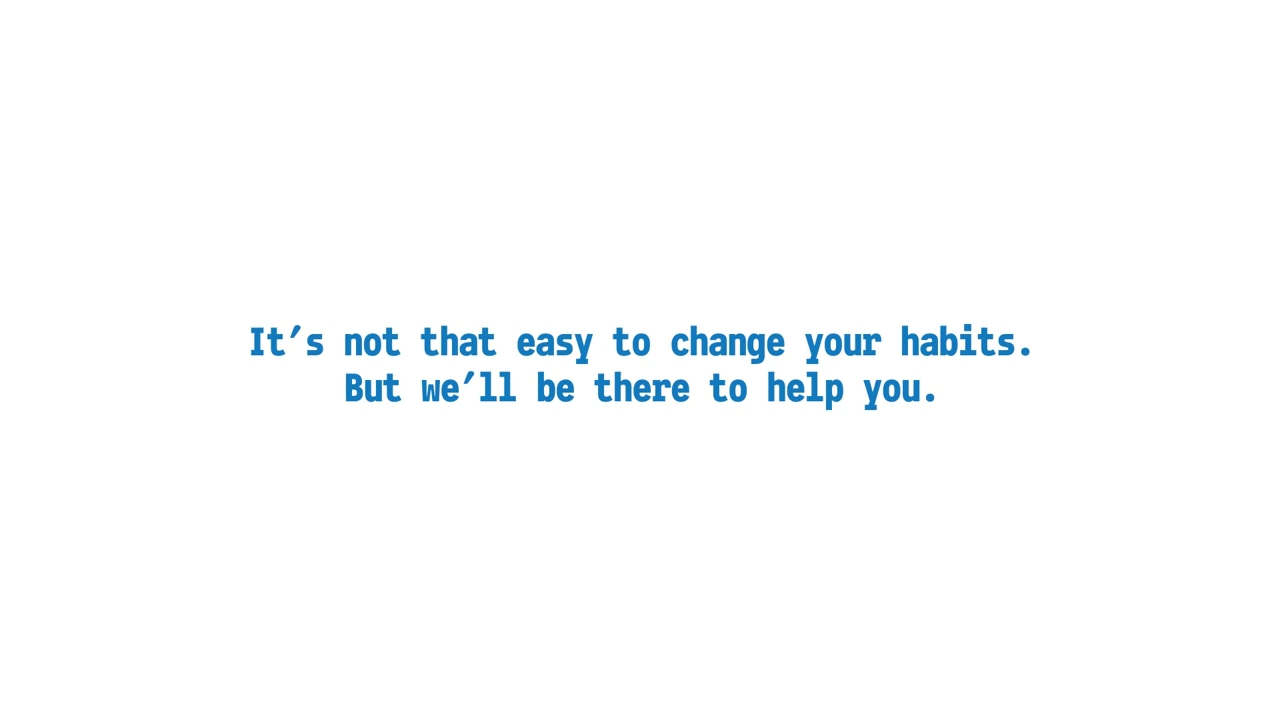 It′s not that easy to change your habits.
But we′ll be there to help you.